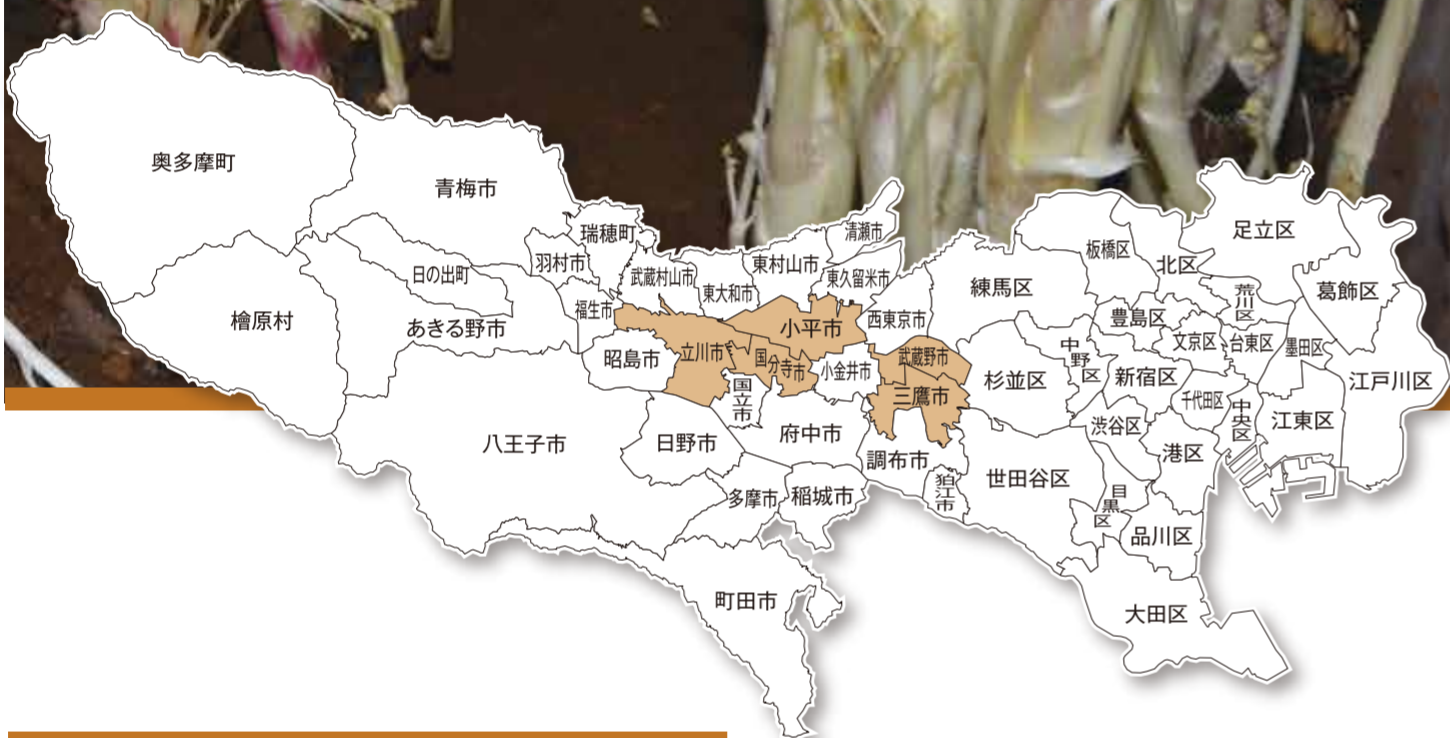 奥多摩町
青梅市
瑞穂町
羽村市
日の出町
檜原村
あきる野市
福生市
武蔵村山市
東大和市
東村山市
清瀬市
東久留米市
西東京市
小平市
立川市
国分寺市
小金井市
武蔵野市
三鷹市
昭島市
国立市
八王子市
日野市
府中市
調布市
狛江市
多摩市
稲城市
町田市
練馬区
板橋区
北区
足立区
荒川区
葛飾区
豊島区
文京区
台東区
墨田区
江戸川区
杉並区
中野区
新宿区
千代田区
中央区
江東区
渋谷区
港区
世田谷区
目黒区
品川区
大田区